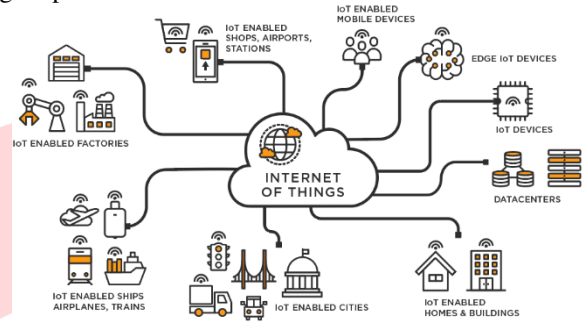 IoT ENABLED
SHOPS, AIRPORTS,
STATIONS
IoT ENABLED
MOBILE DEVICES
EDGE IoT DEVICES
IoT DEVICES
IoT ENABLED FACTORIES
INTERNET
OF THINGS
DATACENTERS
IoT ENABLED SHIPS
AIRPLANES, TRAINS
IoT ENABLED CITIES
IoT ENABLED
HOMES & BUILDINGS